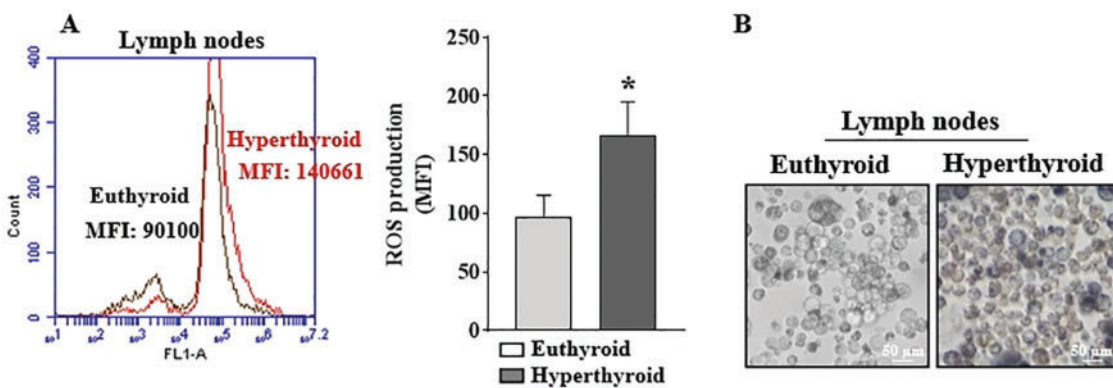 A
Lymph nodes
400
300
200
100
0
Count
Euthyroid
MFI: 90100
Hyperthyroid
MFI: 140661
FL1-A
250
200
150
100
50
0
ROS production
(MFI)
*
Euthyroid
Hyperthyroid
B
Lymph nodes
Euthyroid
Hyperthyroid
50 µm
50 µm